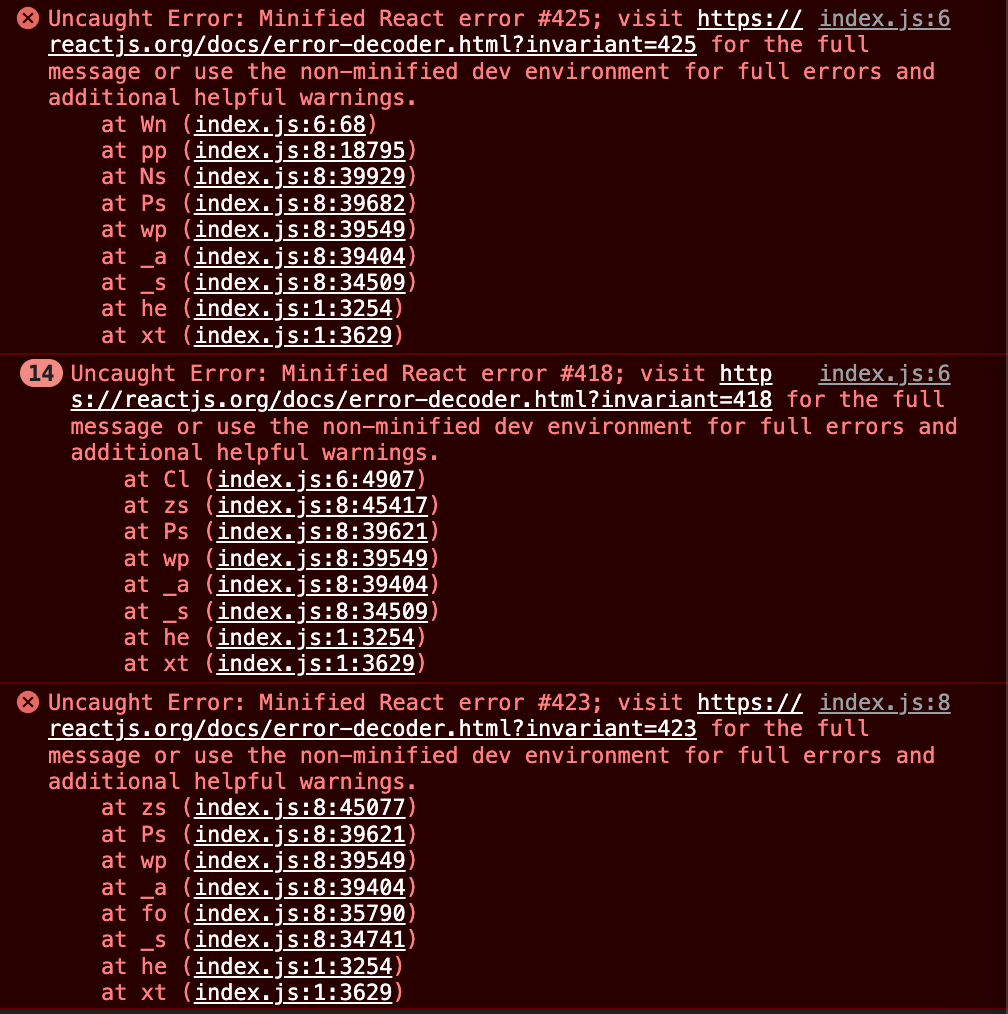 Uncaught Error: Minified React error #425; visit https:// index.js:6
reactjs.org/docs/error-decoder.html?invariant=425 for the full
message or use the non-minified dev environment for full errors and
additional helpful warnings.
at Wn (index.js:6:68)
at pp (index.js:8:18795)
at Ns (index.js:8:39929)
at Ps (index.js:8:39682)
at wp (index.js:8:39549)
at _a (index.js:8:39404)
at _s (index.js:8:34509)
at he (index.js:1:3254)
at xt (index.js:1:3629)
14 Uncaught Error: Minified React error #418; visit http index.js:6
s://reactjs.org/docs/error-decoder.html?invariant=418 for the full
message or use the non-minified dev environment for full errors and
additional helpful warnings.
at Cl (index.js:6:4907)
at zs (index.js:8:45417)
at Ps (index.js:8:39621)
at wp (index.js:8:39549)
at _a (index.js:8:39404)
at _s (index.js:8:34509)
at he (index.js:1:3254)
at xt (index.js:1:3629)
Uncaught Error: Minified React error #423; visit https:// index.js:8
reactjs.org/docs/error-decoder.html?invariant=423 for the full
message or use the non-minified dev environment for full errors and
additional helpful warnings.
at zs (index.js:8:45077)
at Ps (index.js:8:39621)
at wp (index.js:8:39549)
at _a (index.js:8:39404)
at fo (index.js:8:35790)
at _s (index.js:8:34741)
at he (index.js:1:3254)
at xt (index.js:1:3629)